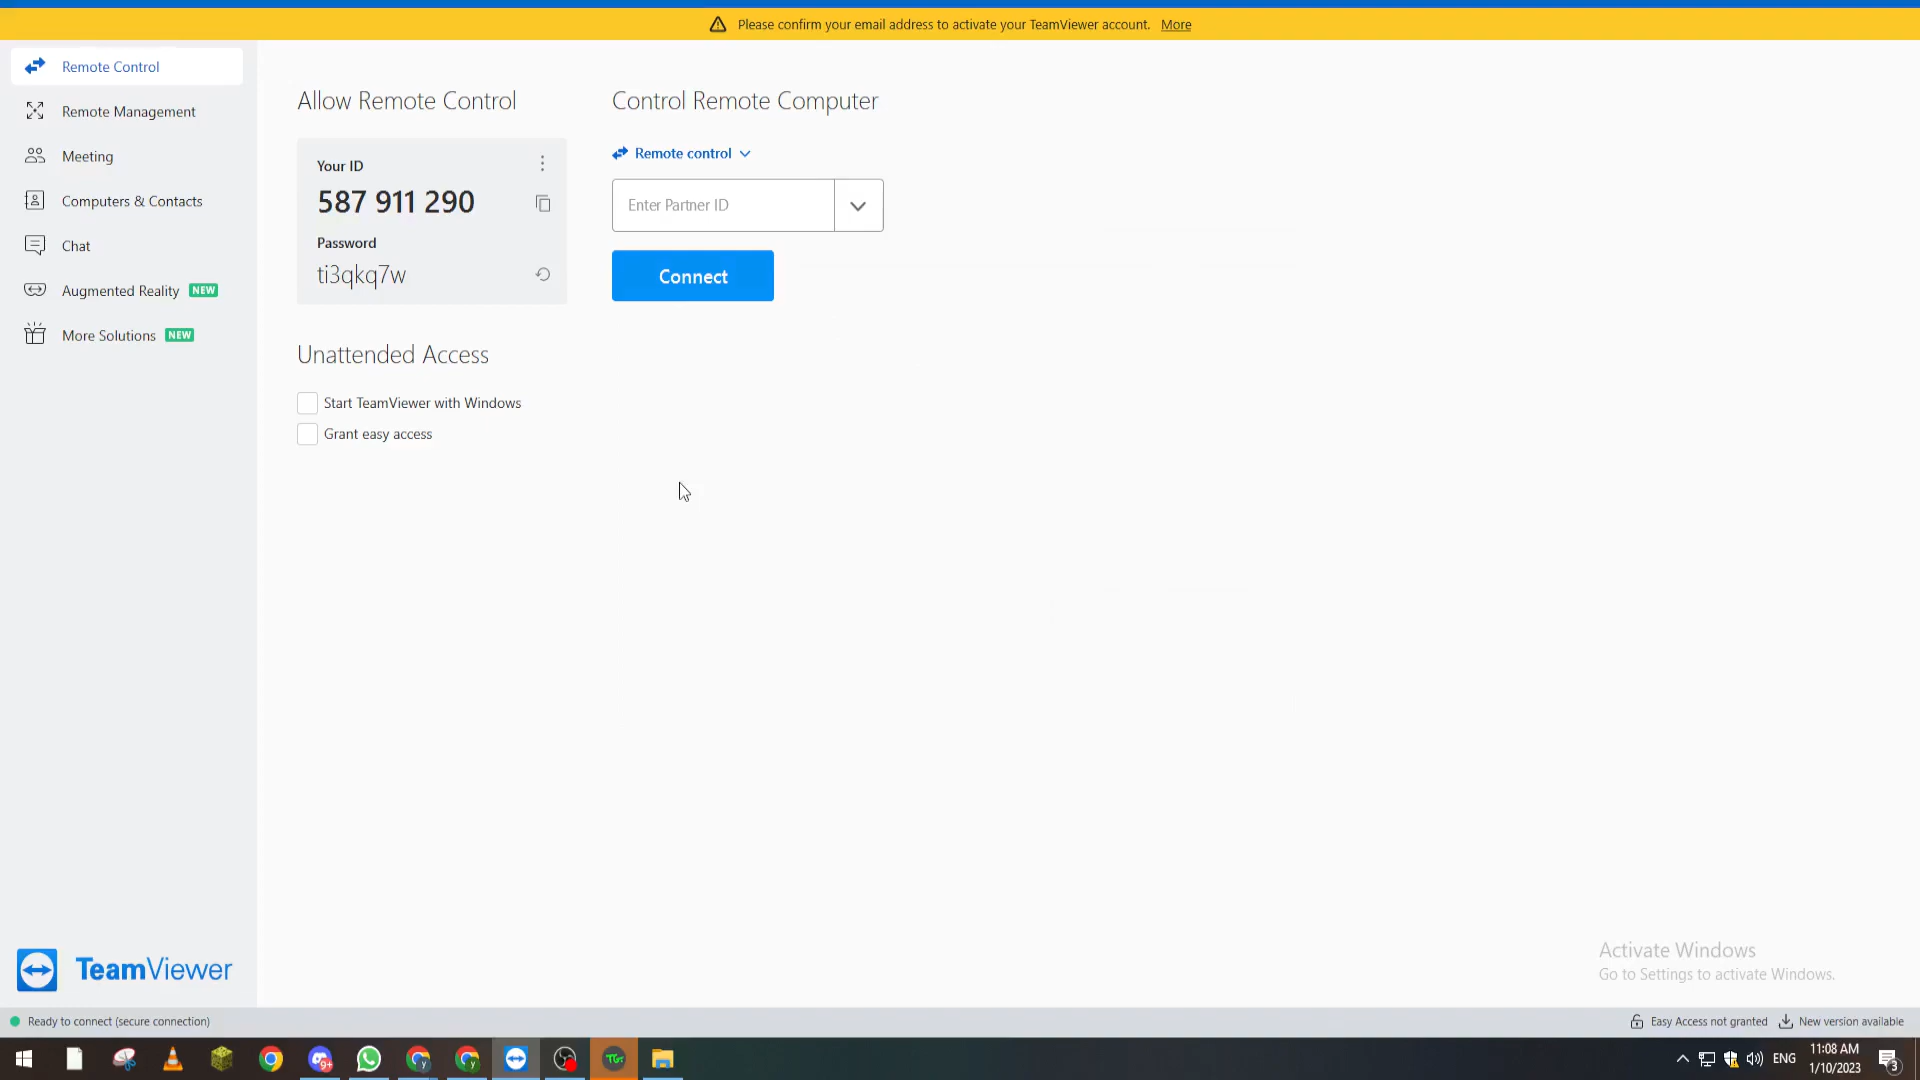 Please confirm your email address to activate your TeamViewer account. More
Remote Control
Remote Management
Meeting
Computers & Contacts
Chat
Augmented Reality NEW
More Solutions NEW
Allow Remote Control
Your ID
587 911 290
Password
ti3qkq7w
Control Remote Computer
Remote control
Enter Partner ID
Connect
Unattended Access
Start TeamViewer with Windows
Grant easy access
TeamViewer
Activate Windows
Go to Settings to activate Windows.
Ready to connect (secure connection)
Easy Access not granted
New version available
9+
y
y
TGF
ENG
11:08 AM
1/10/2023
3